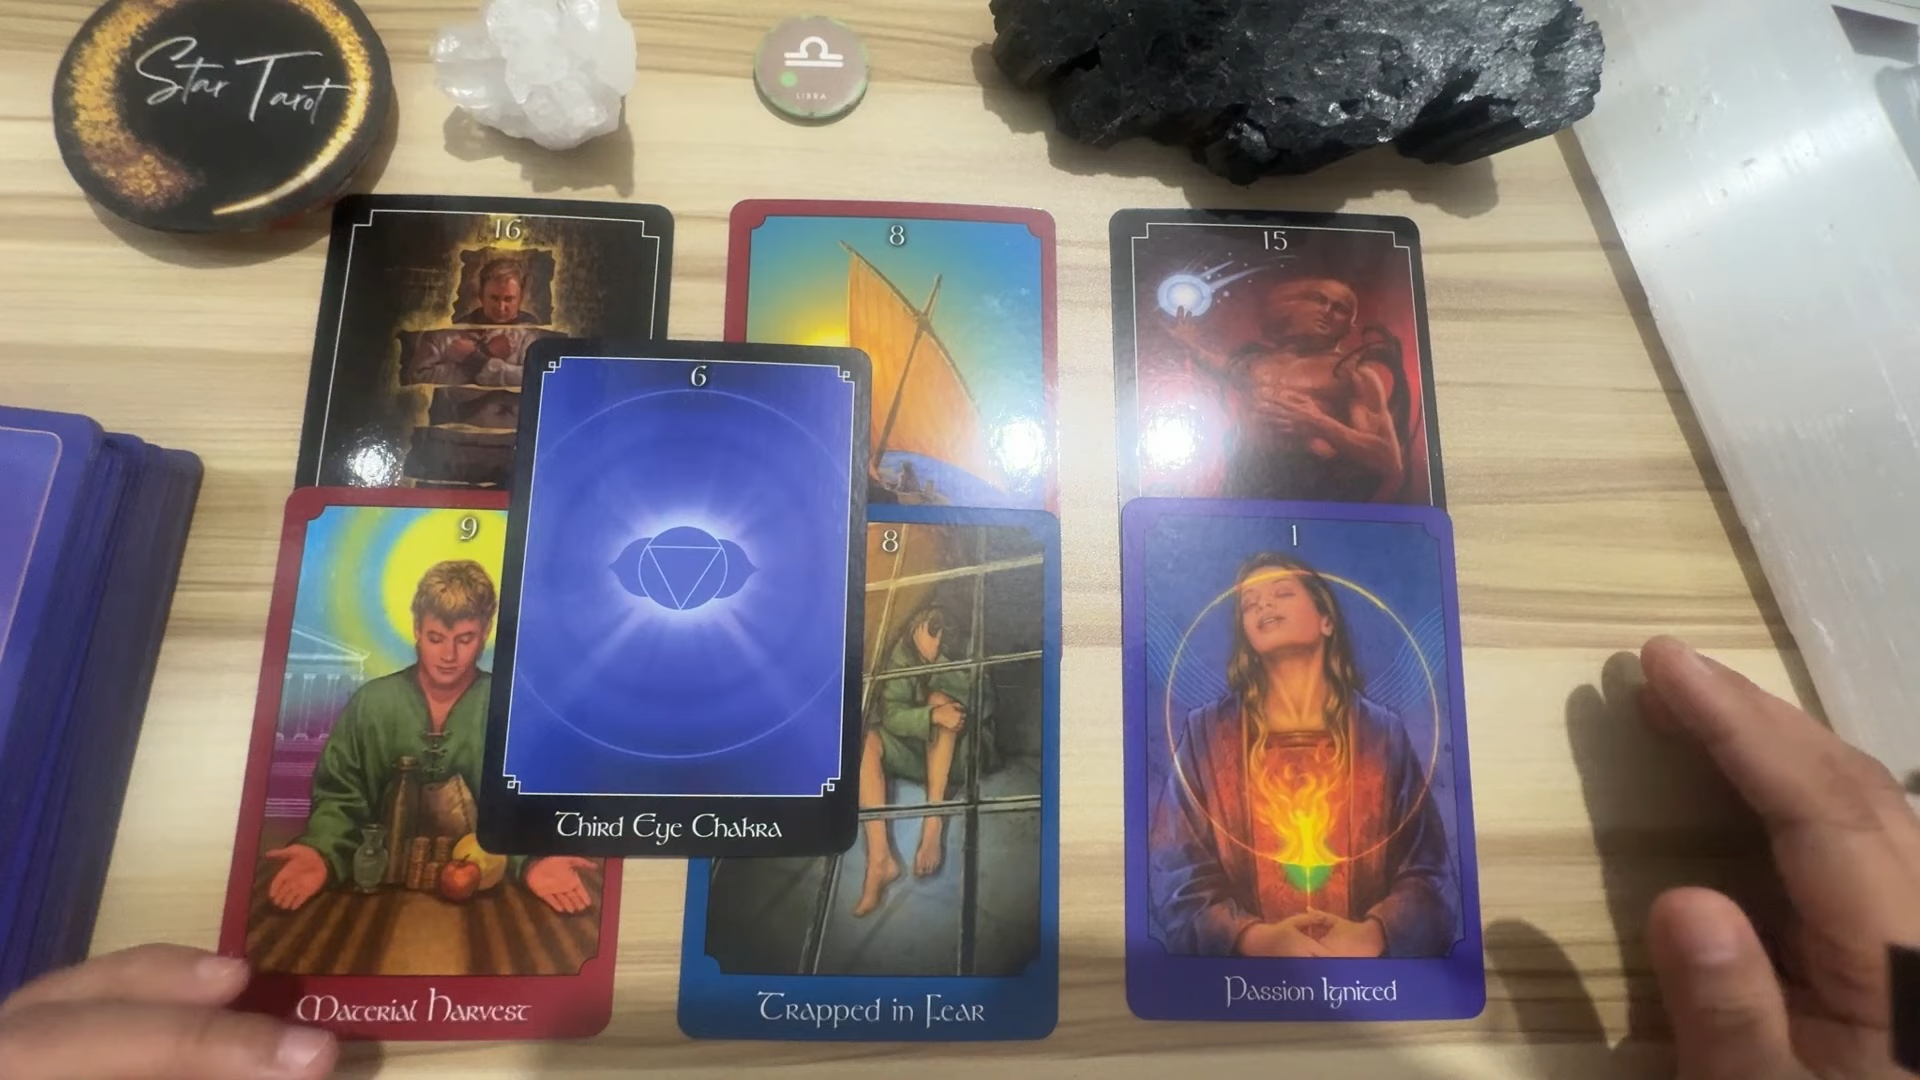 Star Tarot
LIBRA
16
8
15
6
9
8
1
Third Eye Chakra
Material Harvest
Trapped in Fear
Passion Ignited